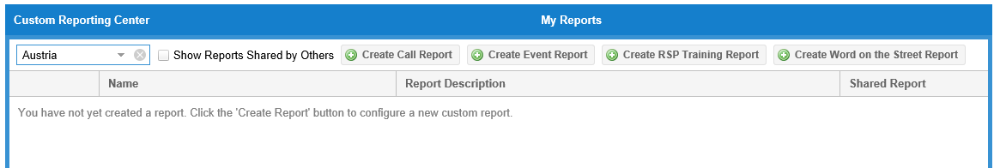 Custom Reporting Center My Reports
Austria Show Reports Shared by Others Create Call Report Create Event Report Create RSP Training Report Create Word on the Street Report
Name Report Description Shared Report
You have not yet created a report. Click the 'Create Report' button to configure a new custom report.